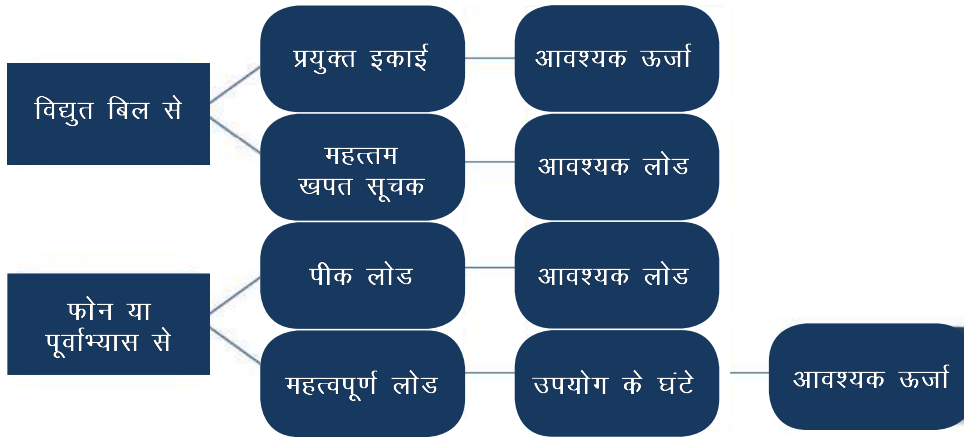 विद्युत बिल से
प्रयुक्त इकाई
आवश्यक ऊर्जा
महत्तम
खपत सूचक
आवश्यक लोड
फोन या
पूर्वाभ्यास से
पीक लोड
आवश्यक लोड
महत्वपूर्ण लोड
उपयोग के घंटे
आवश्यक ऊर्जा